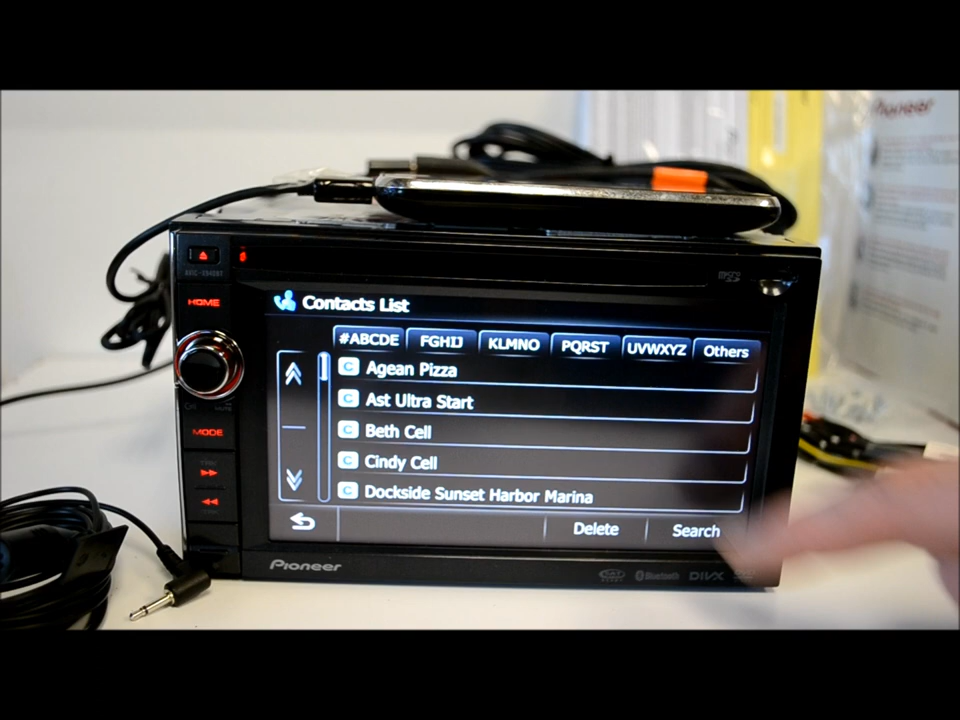 Pioneer
HOME
MODE
Contacts List
#ABCDE FGHIJ KLMNO PQRST UVWXYZ Others
C Agean Pizza
C Ast Ultra Start
C Beth Cell
C Cindy Cell
C Dockside Sunset Harbor Marina
Delete Search
Pioneer
Bluetooth DIVX